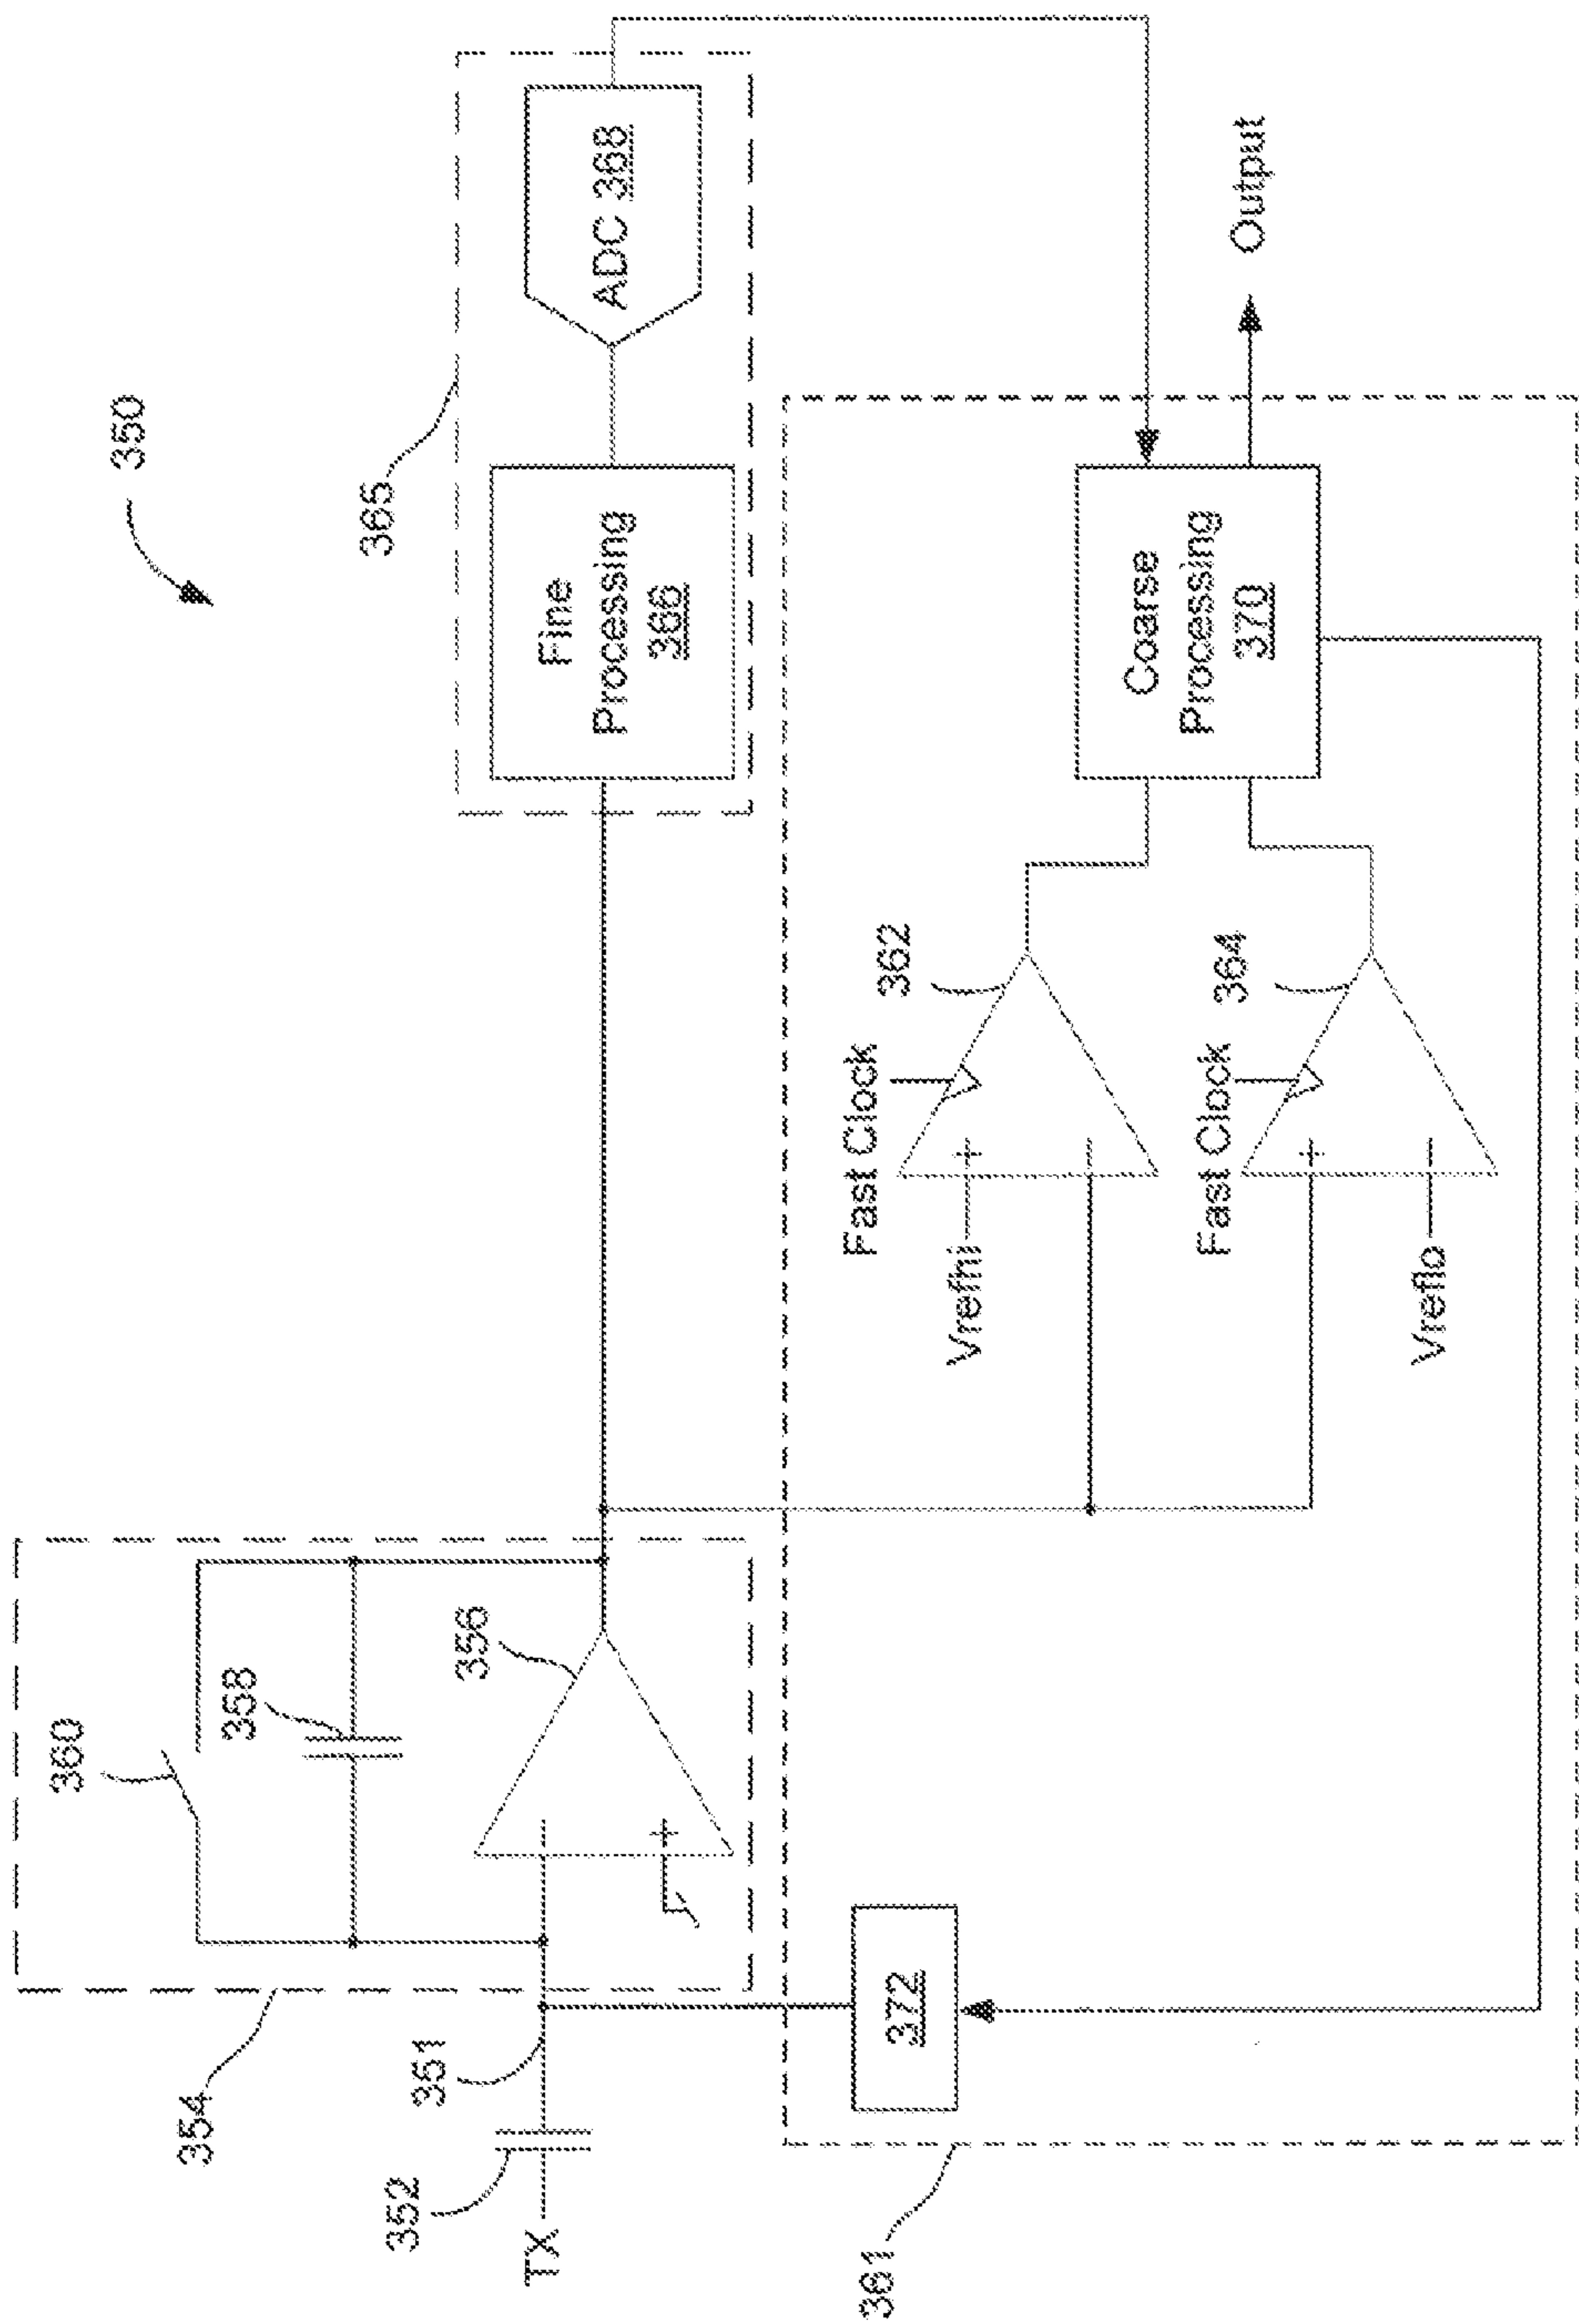 350
360
358
356
354
351
352
TX
365
Fine
Processing
366
ADC 368
361
372
Fast Clock
362
Vrefhi
+
−
Fast Clock
364
Vreflo
+
−
Coarse
Processing
370
Output
−
+